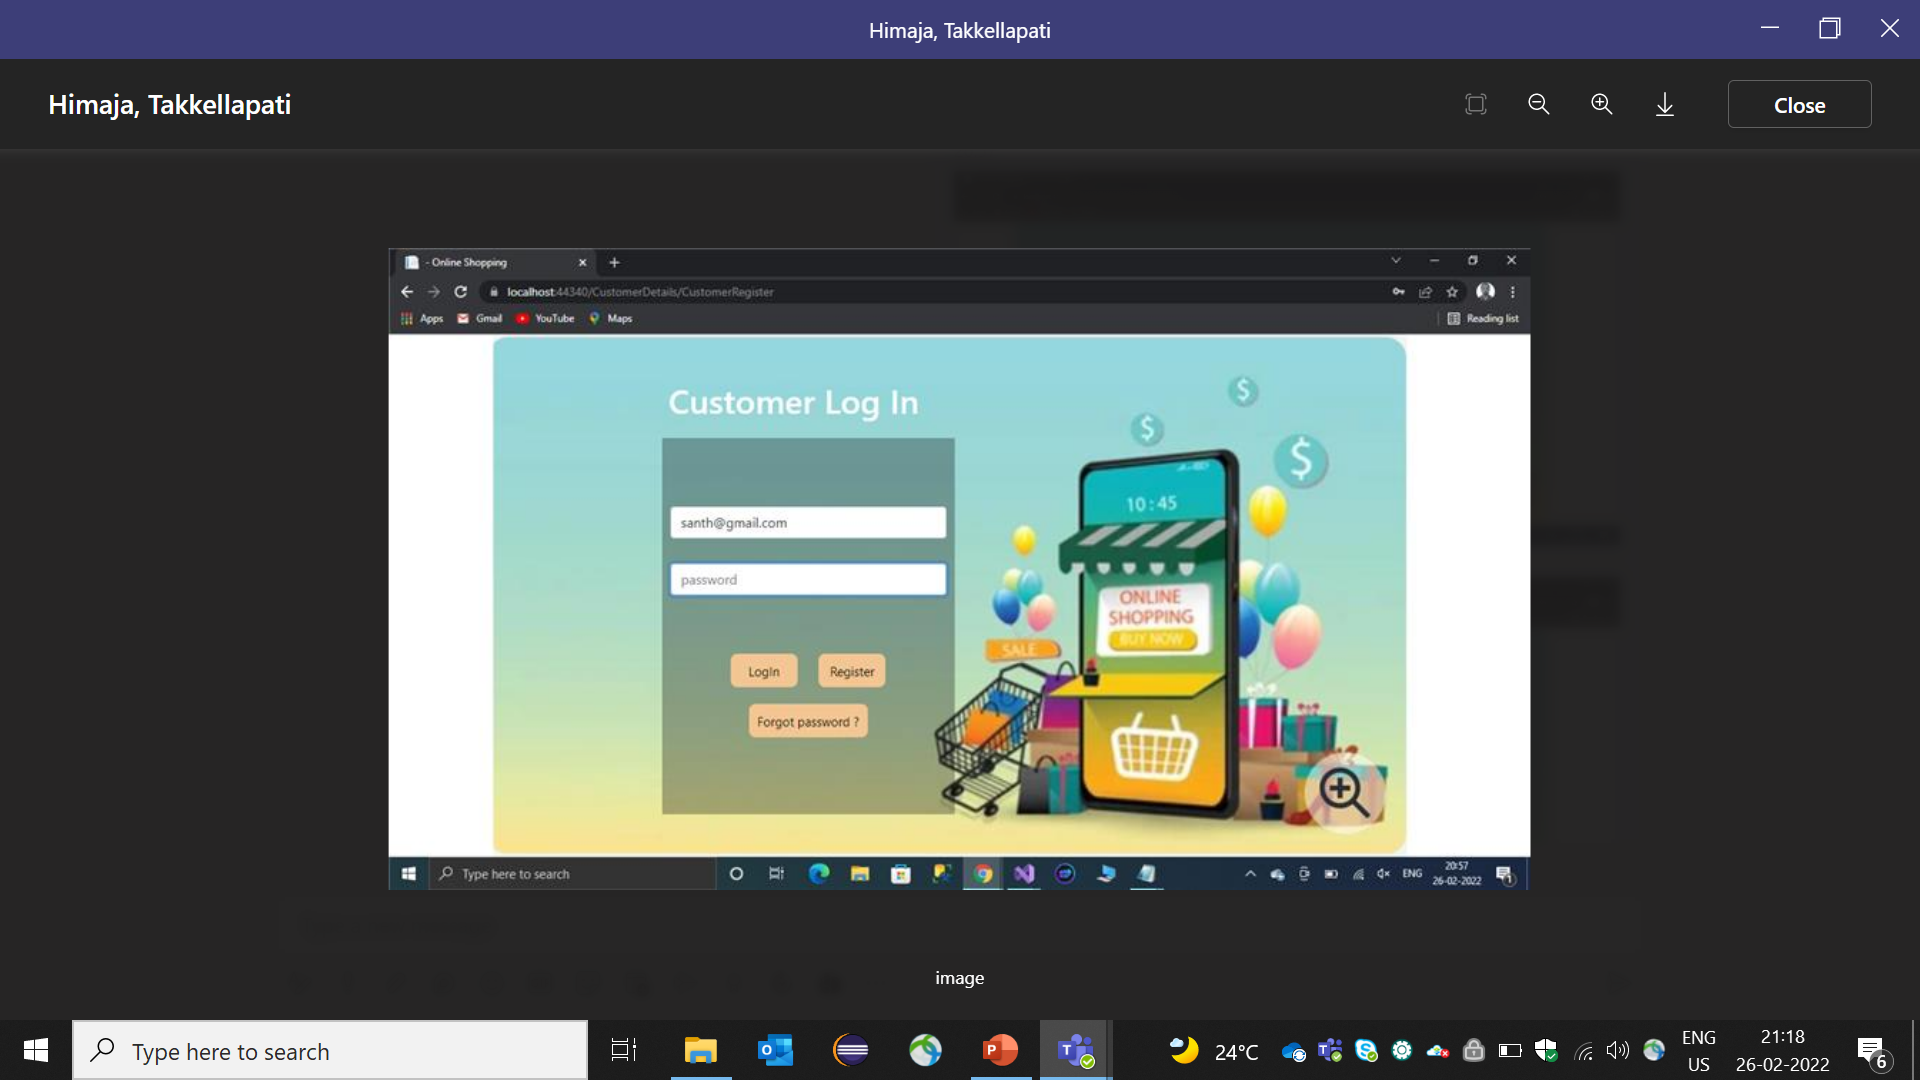 Himaja, Takkellapati
Himaja, Takkellapati
Close
- Online Shopping
localhost:44340/CustomerDetails/CustomerRegister
Apps Gmail YouTube Maps Reading list
Customer Log In
santh@gmail.com
password
LogIn Register
Forgot password ?
$
$
$
10:45
ONLINE
SHOPPING
BUY NOW
SALE
Type here to search
ENG
20:57
26-02-2022
1
image
Type here to search
24°C
ENG
US
21:18
26-02-2022
6